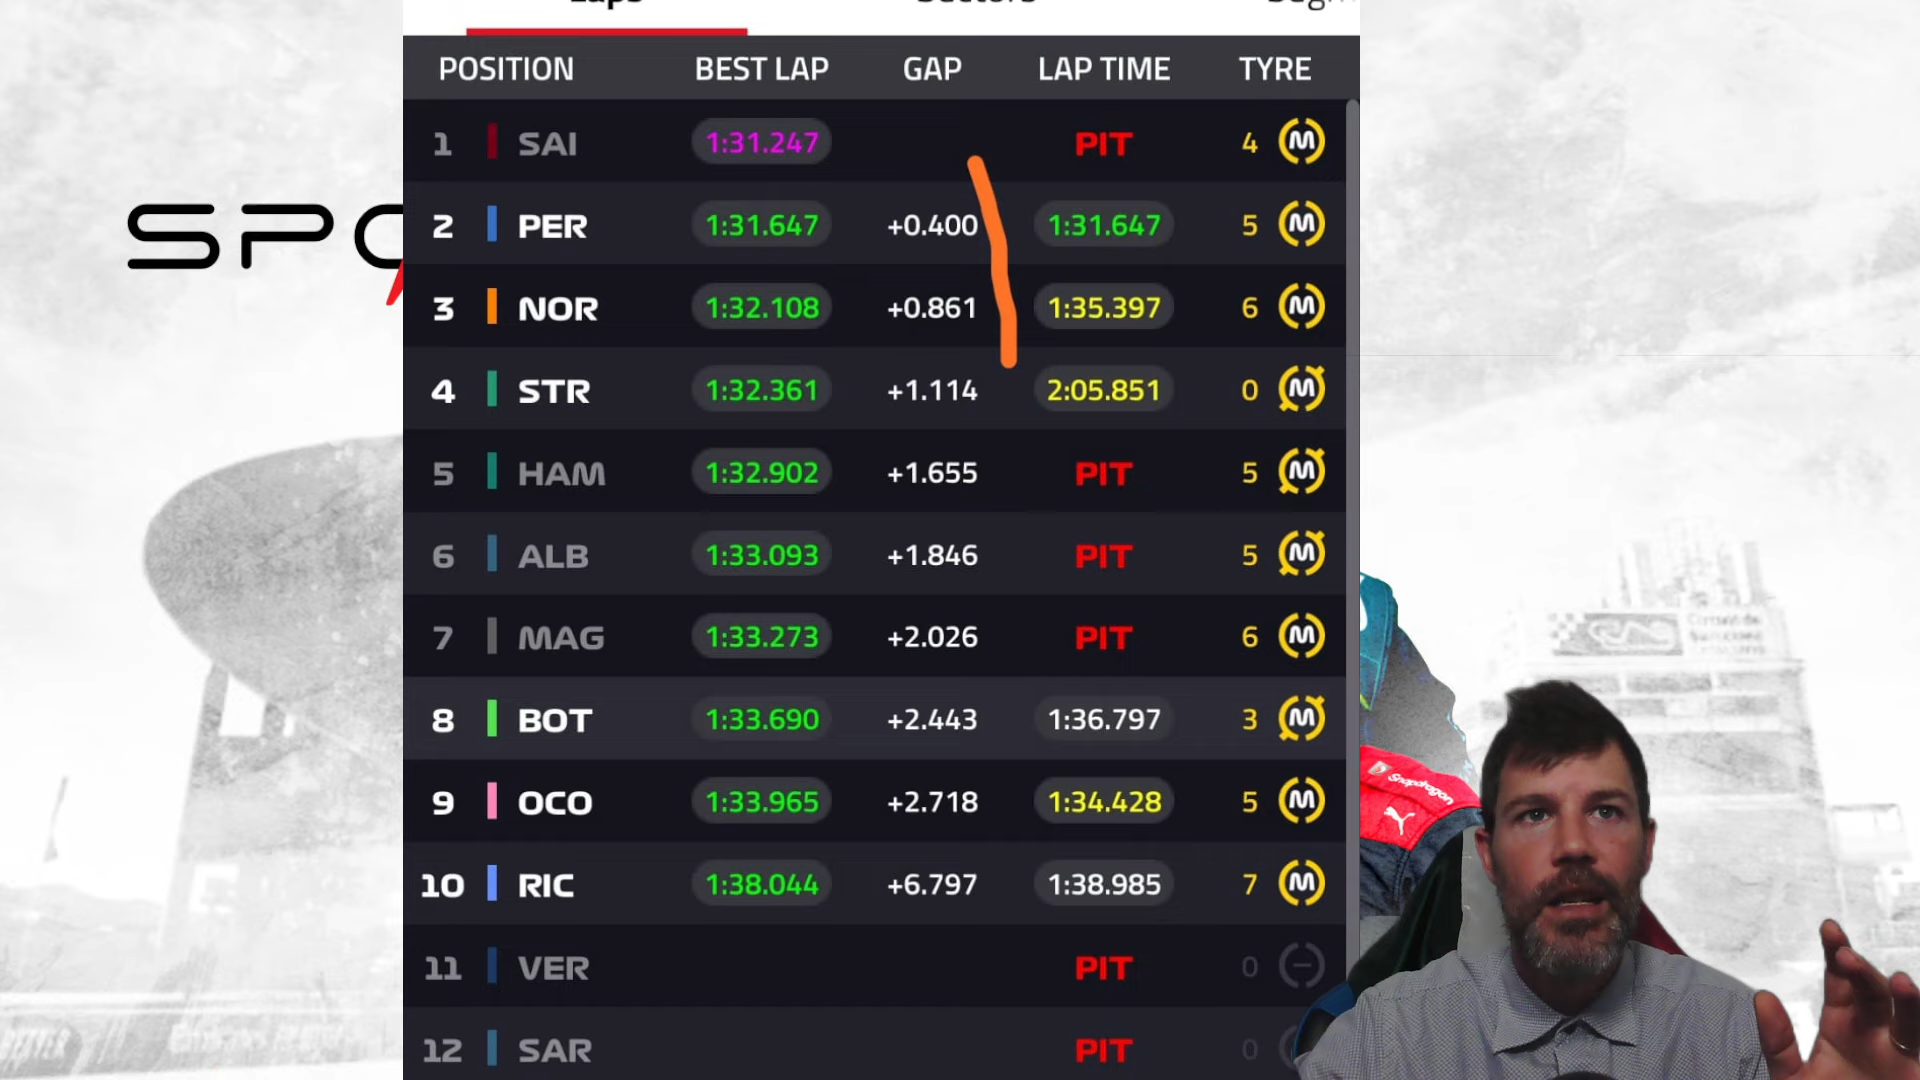 Laps Sectors
POSITION BEST LAP GAP LAP TIME TYRE
1 SAI 1:31.247 PIT 4 M
2 PER 1:31.647 +0.400 1:31.647 5 M
3 NOR 1:32.108 +0.861 1:35.397 6 M
4 STR 1:32.361 +1.114 2:05.851 0 M
5 HAM 1:32.902 +1.655 PIT 5 M
6 ALB 1:33.093 +1.846 PIT 5 M
7 MAG 1:33.273 +2.026 PIT 6 M
8 BOT 1:33.690 +2.443 1:36.797 3 M
9 OCO 1:33.965 +2.718 1:34.428 5 M
10 RIC 1:38.044 +6.797 1:38.985 7 M
11 VER PIT 0 –
12 SAR PIT 0
SPO
Snapdragon